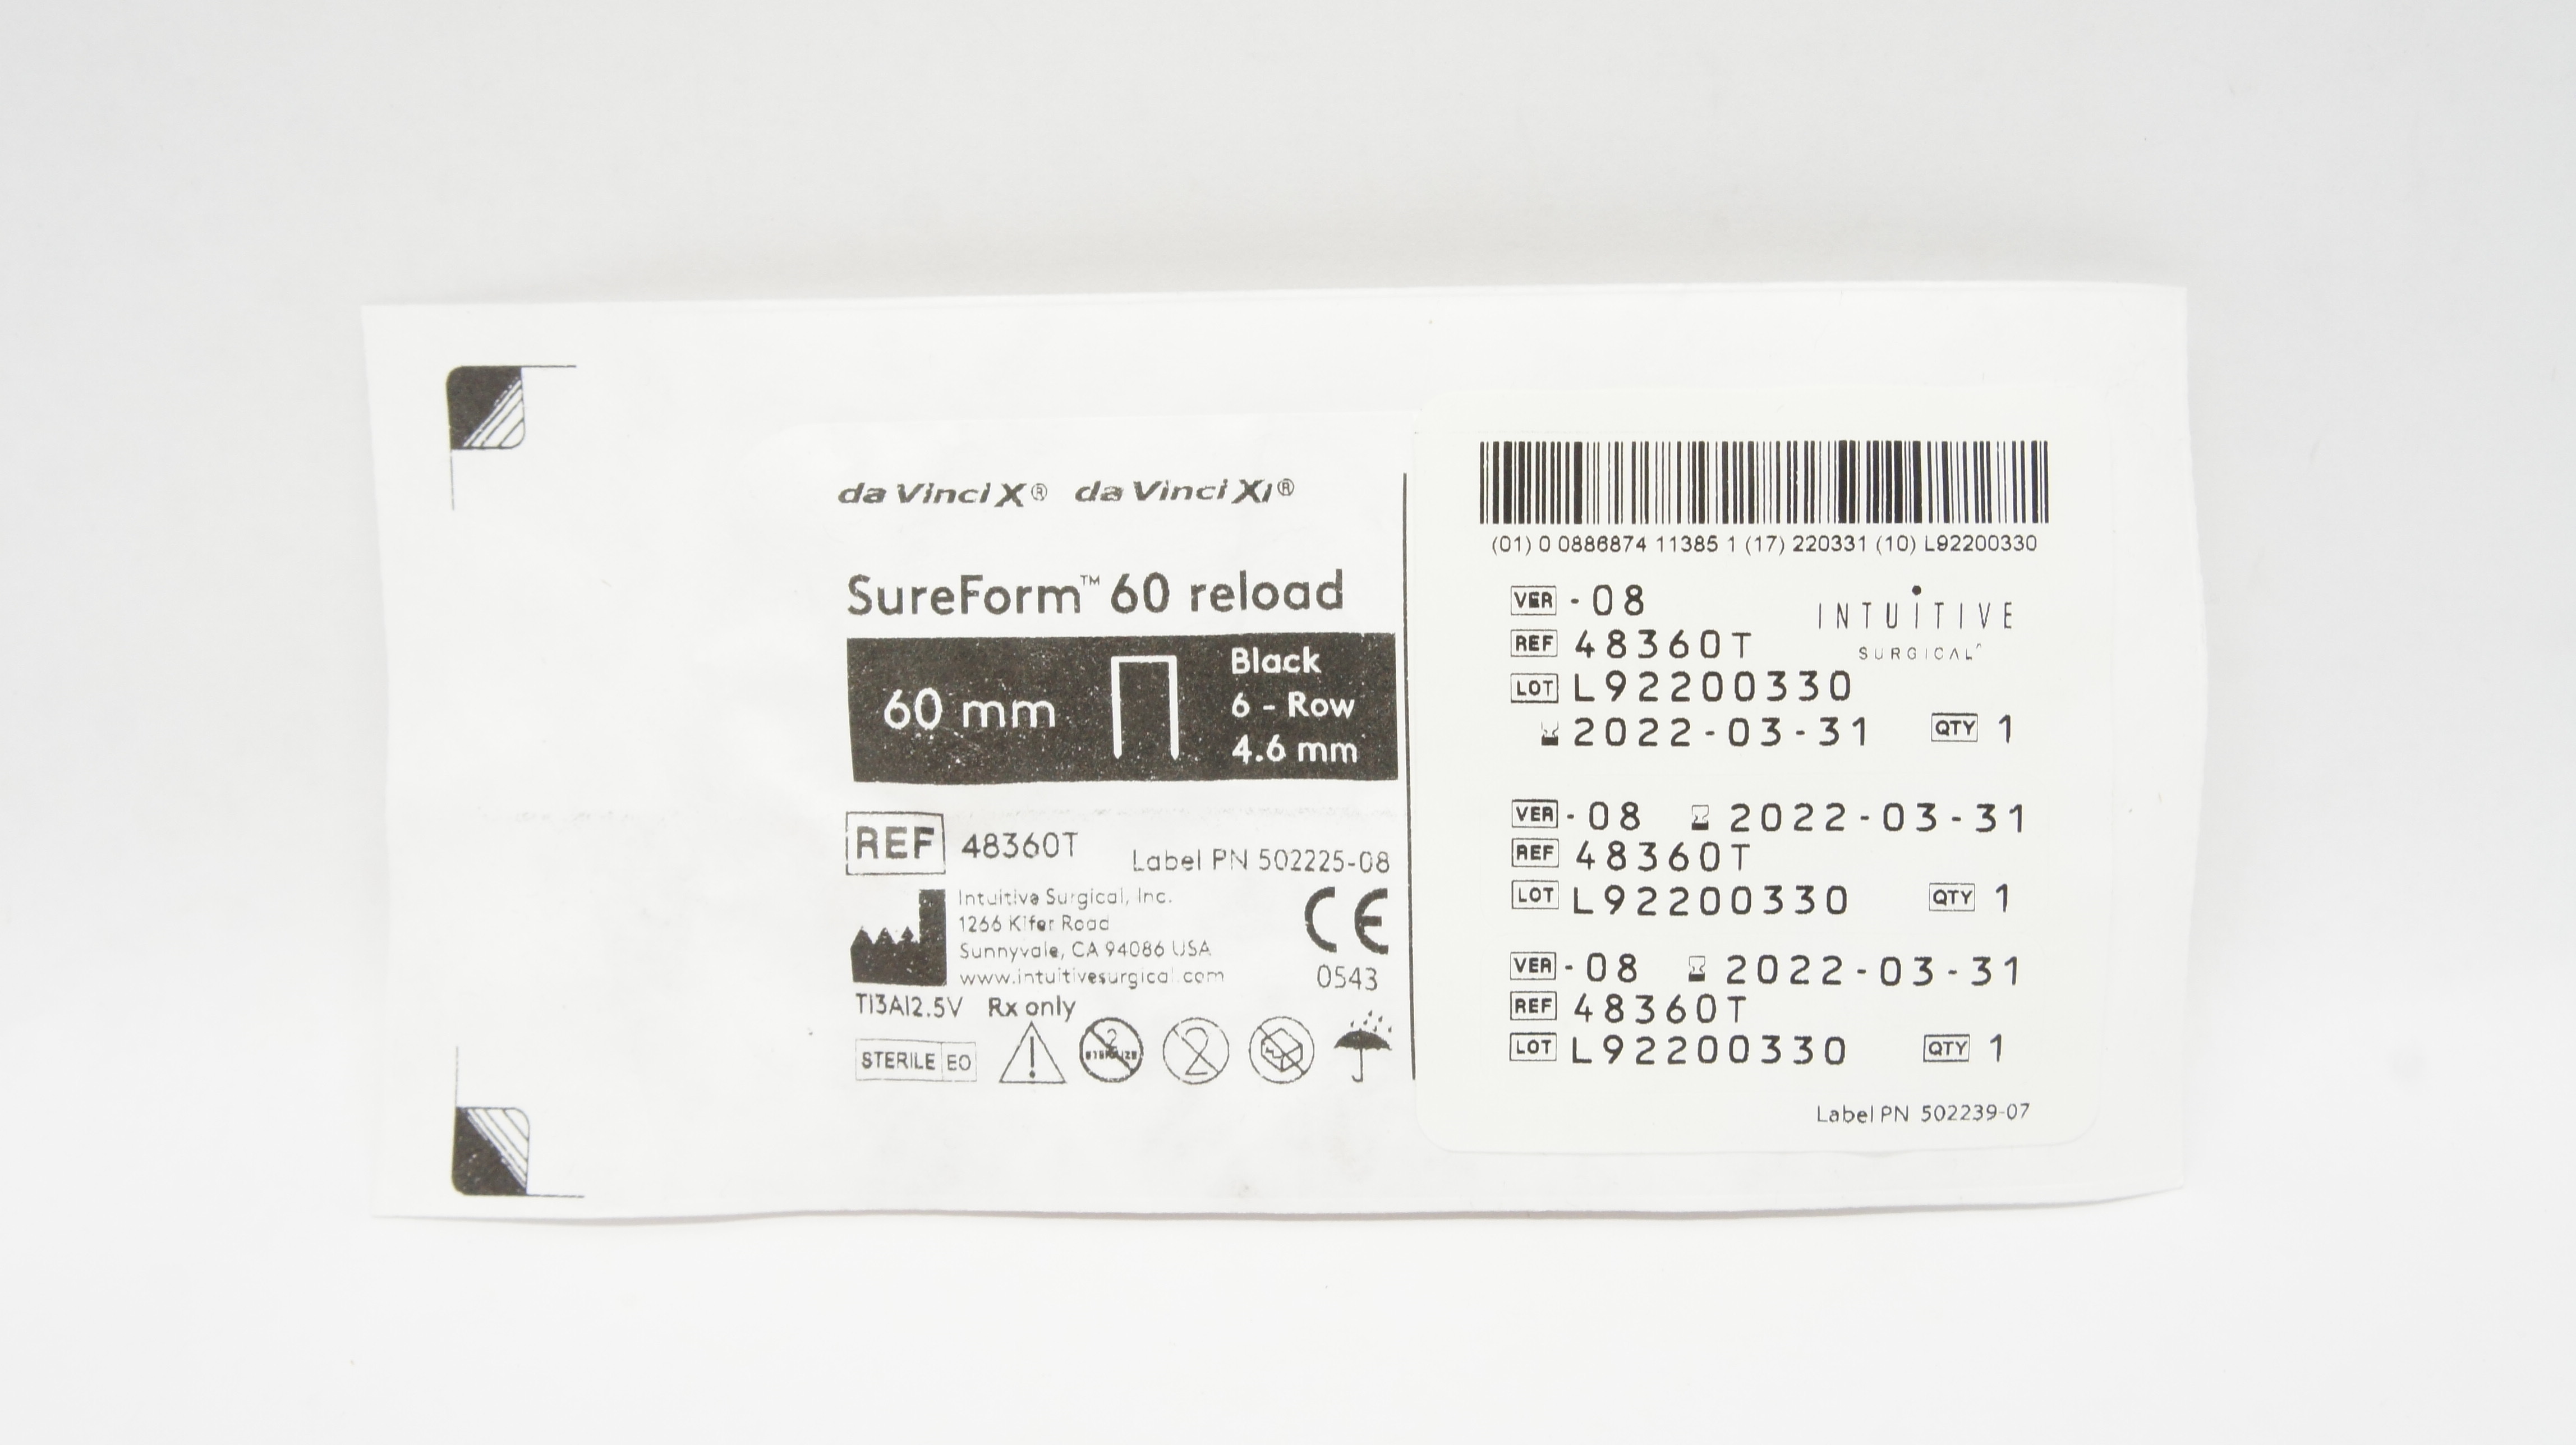 da Vinci X® da Vinci Xi®
SureForm™ 60 reload
60 mm
Black
6 - Row
4.6 mm
REF 48360T
Label PN 502225-08
Intuitive Surgical, Inc.
1266 Kifer Road
Sunnyvale, CA 94086 USA
www.intuitivesurgical.com
CE
0543
Ti3Al2.5V Rx only
STERILE EO
2
STERILIZE
2
(01) 0 0886874 11385 1 (17) 220331 (10) L92200330
VER -08
INTUITIVE
SURGICAL
REF 48360T
LOT L92200330
2022-03-31 QTY 1
VER -08 2022-03-31
REF 48360T
LOT L92200330 QTY 1
VER -08 2022-03-31
REF 48360T
LOT L92200330 QTY 1
Label PN 502239-07